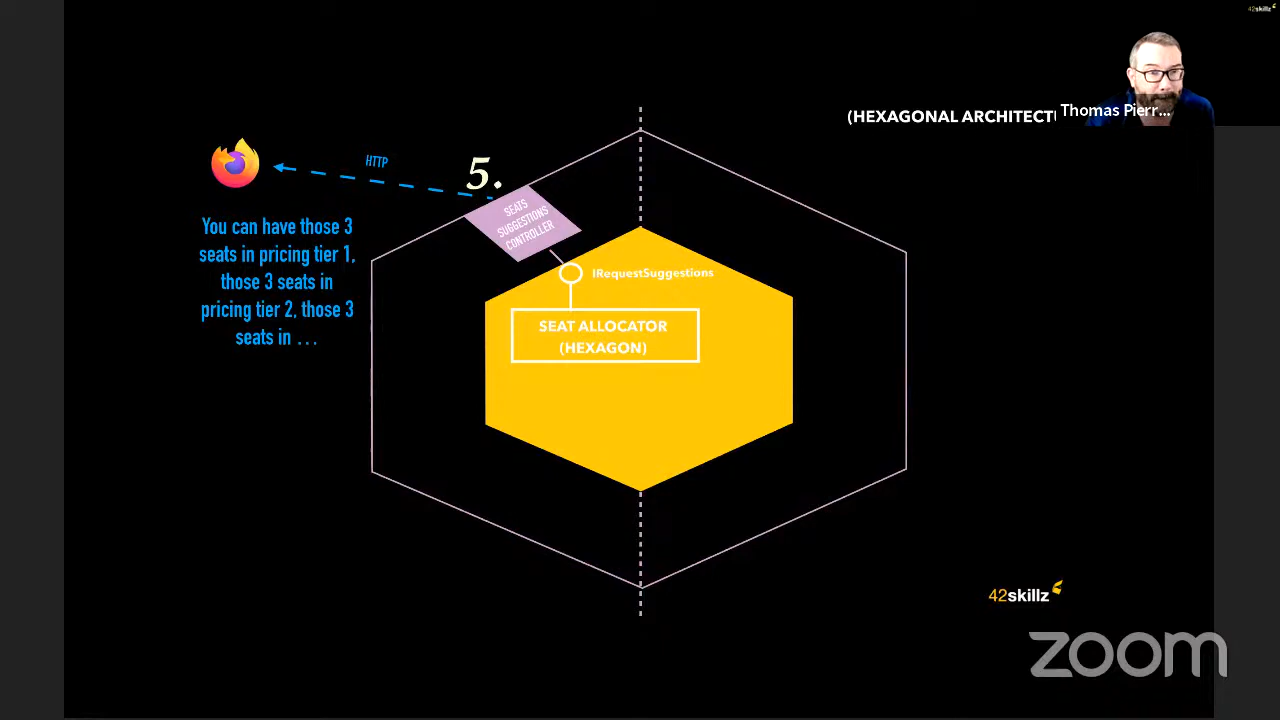 42skillz
(HEXAGONAL ARCHITECTU
Thomas Pierr...
HTTP
5.
You can have those 3
seats in pricing tier 1,
those 3 seats in
pricing tier 2, those 3
seats in ...
SEATS
SUGGESTIONS
CONTROLLER
IRequestSuggestions
SEAT ALLOCATOR
(HEXAGON)
42skillz
zoom